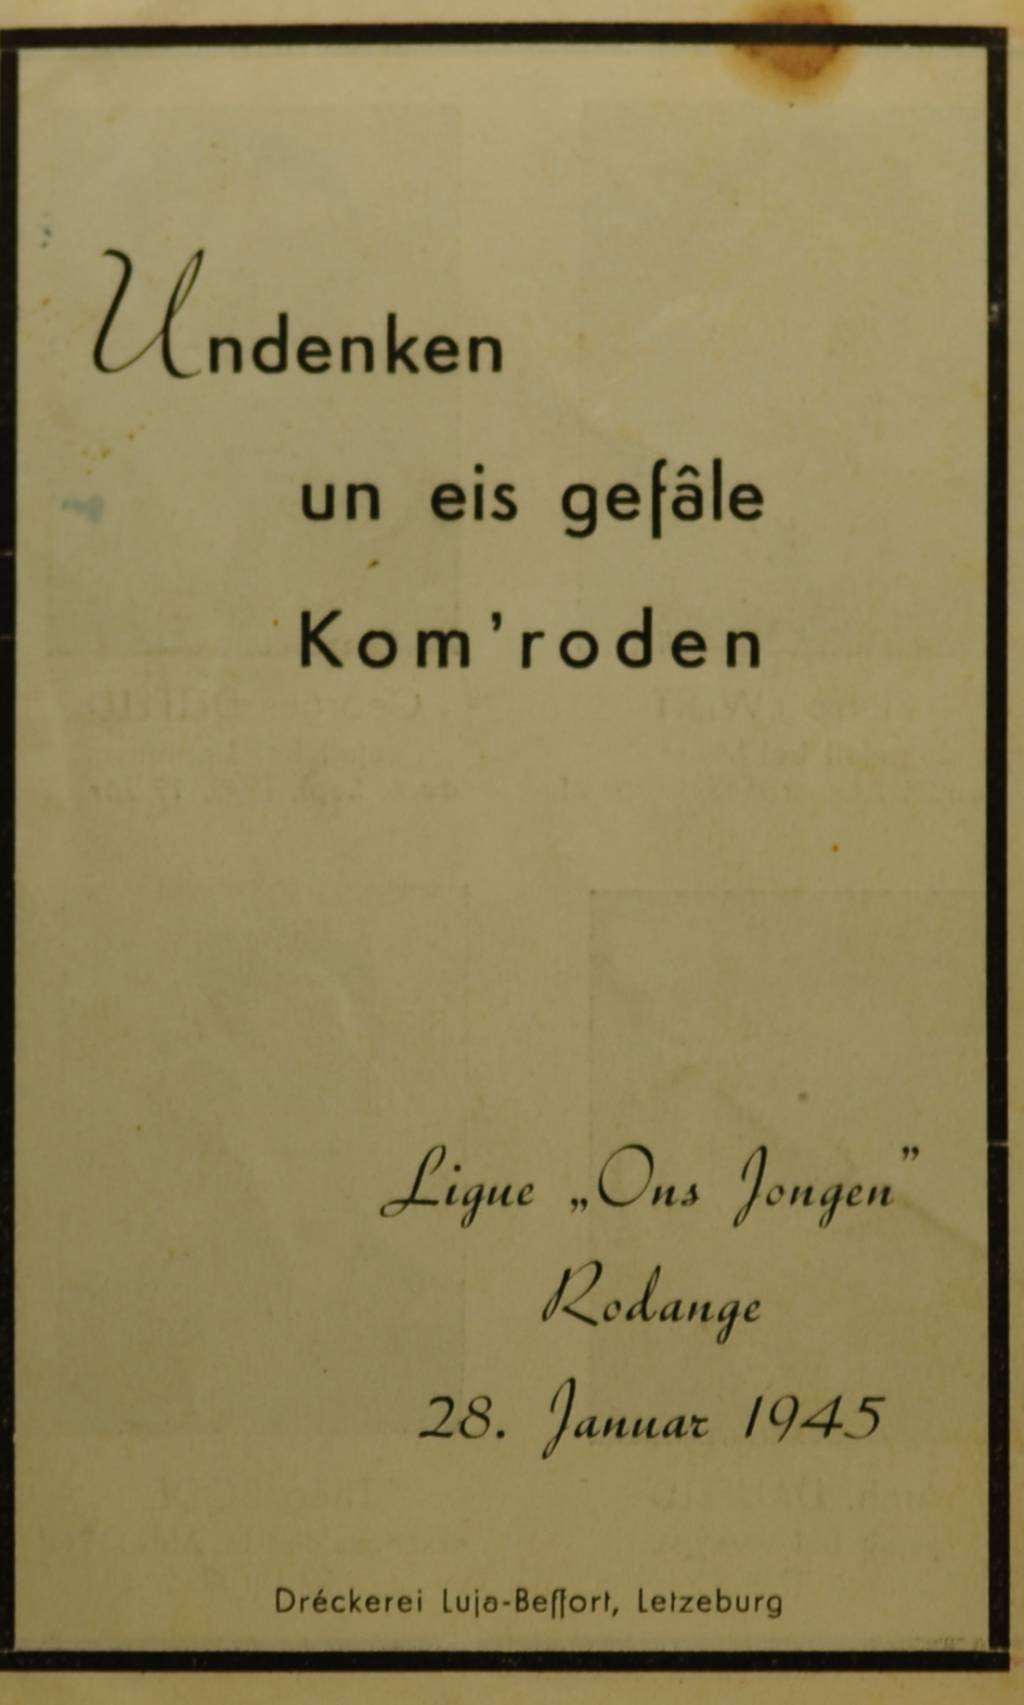 Undenken
un eis gefâle
Kom'roden
Ligue „Ons Jongen”
Rodange
28. Januar 1945
Dréckerei Luja-Beffort, Letzeburg